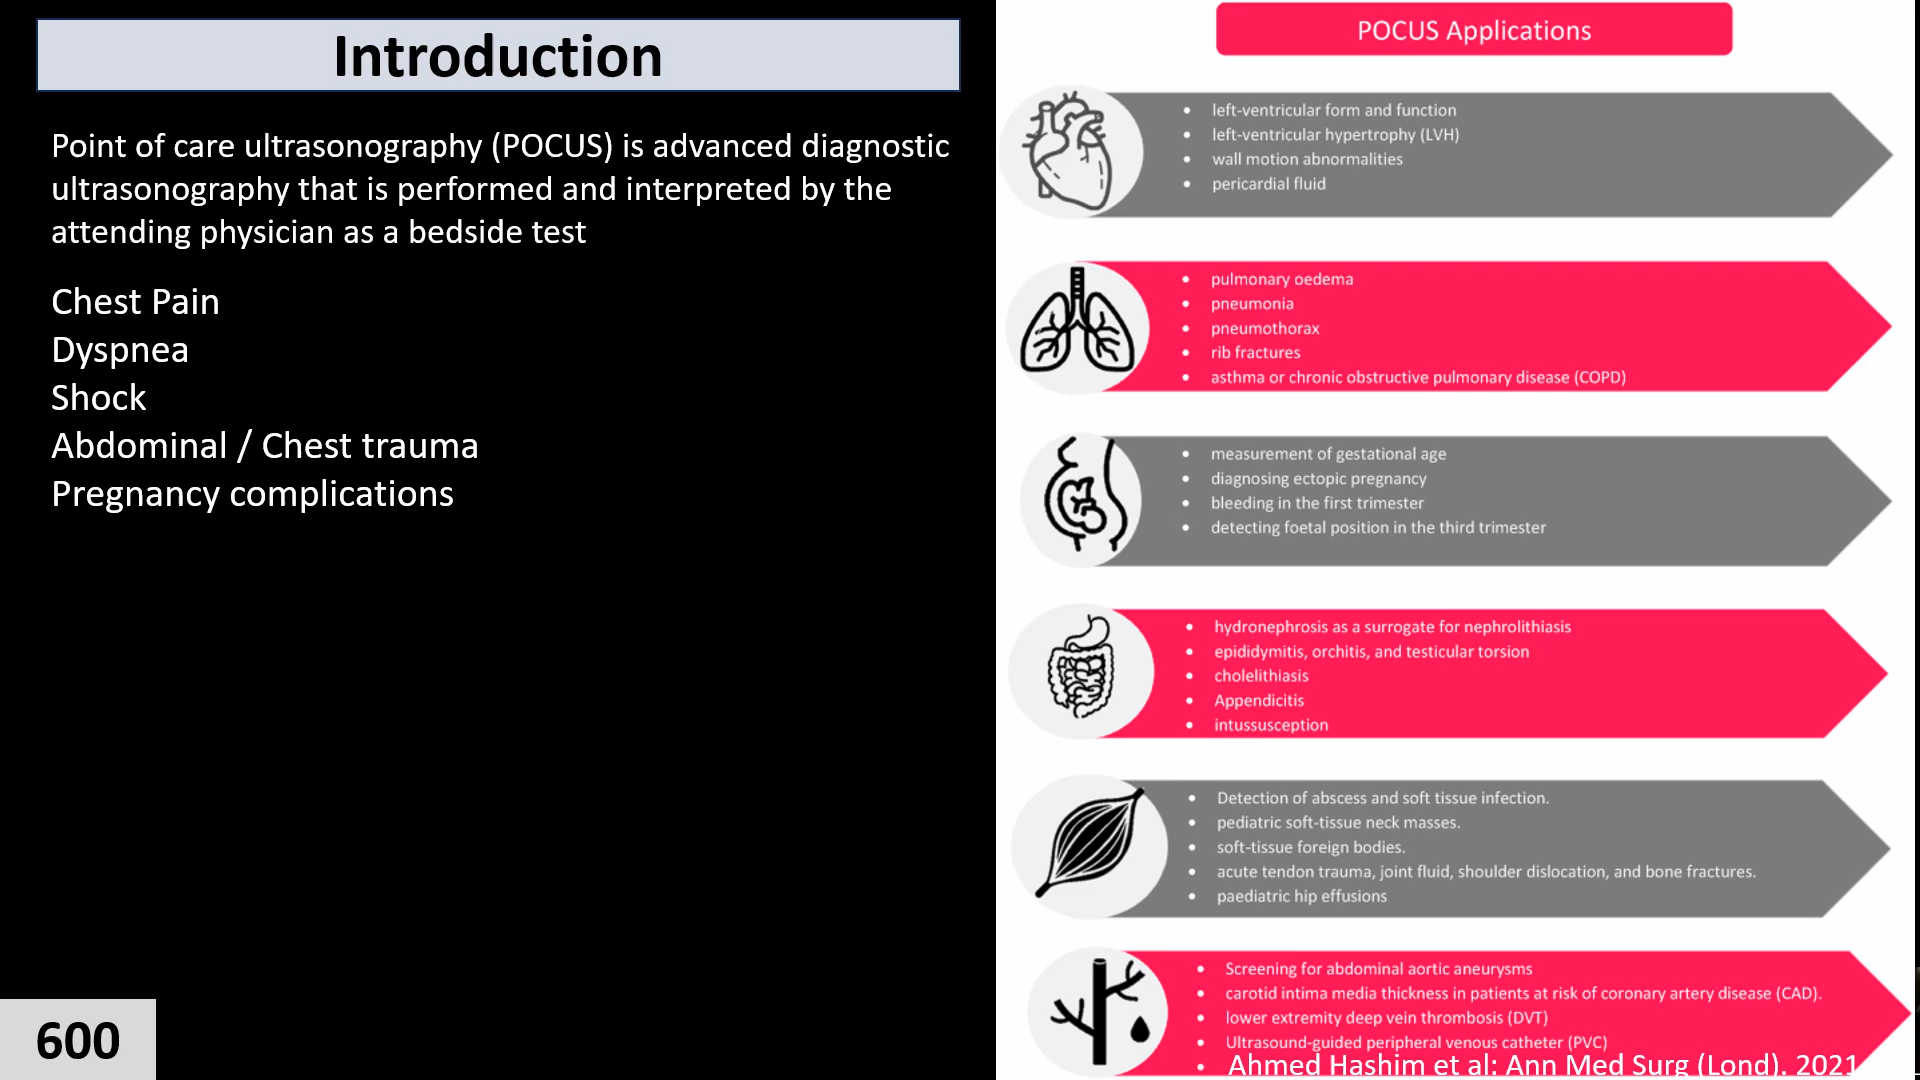 Introduction
Point of care ultrasonography (POCUS) is advanced diagnostic
ultrasonography that is performed and interpreted by the
attending physician as a bedside test
Chest Pain
Dyspnea
Shock
Abdominal / Chest trauma
Pregnancy complications
600
POCUS Applications
• left-ventricular form and function
• left-ventricular hypertrophy (LVH)
• wall motion abnormalities
• pericardial fluid
• pulmonary oedema
• pneumonia
• pneumothorax
• rib fractures
• asthma or chronic obstructive pulmonary disease (COPD)
• measurement of gestational age
• diagnosing ectopic pregnancy
• bleeding in the first trimester
• detecting foetal position in the third trimester
• hydronephrosis as a surrogate for nephrolithiasis
• epididymitis, orchitis, and testicular torsion
• cholelithiasis
• Appendicitis
• intussusception
• Detection of abscess and soft tissue infection.
• pediatric soft-tissue neck masses.
• soft-tissue foreign bodies.
• acute tendon trauma, joint fluid, shoulder dislocation, and bone fractures.
• paediatric hip effusions
• Screening for abdominal aortic aneurysms
• carotid intima media thickness in patients at risk of coronary artery disease (CAD).
• lower extremity deep vein thrombosis (DVT)
• Ultrasound-guided peripheral venous catheter (PVC)
• Ahmed Hashim et al: Ann Med Surg (Lond). 2021